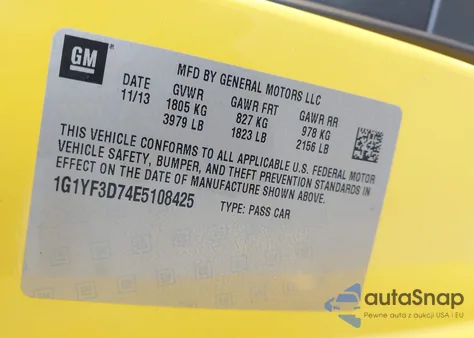 GM
MFD BY GENERAL MOTORS LLC
DATE GVWR GAWR FRT GAWR RR
11/13 1805 KG 827 KG 978 KG
3979 LB 1823 LB 2156 LB
THIS VEHICLE CONFORMS TO ALL APPLICABLE U.S. FEDERAL MOTOR
VEHICLE SAFETY, BUMPER, AND THEFT PREVENTION STANDARDS IN
EFFECT ON THE DATE OF MANUFACTURE SHOWN ABOVE.
1G1YF3D74E5108425 TYPE: PASS CAR
autoSnap
Pewne auta z aukcji USA i EU